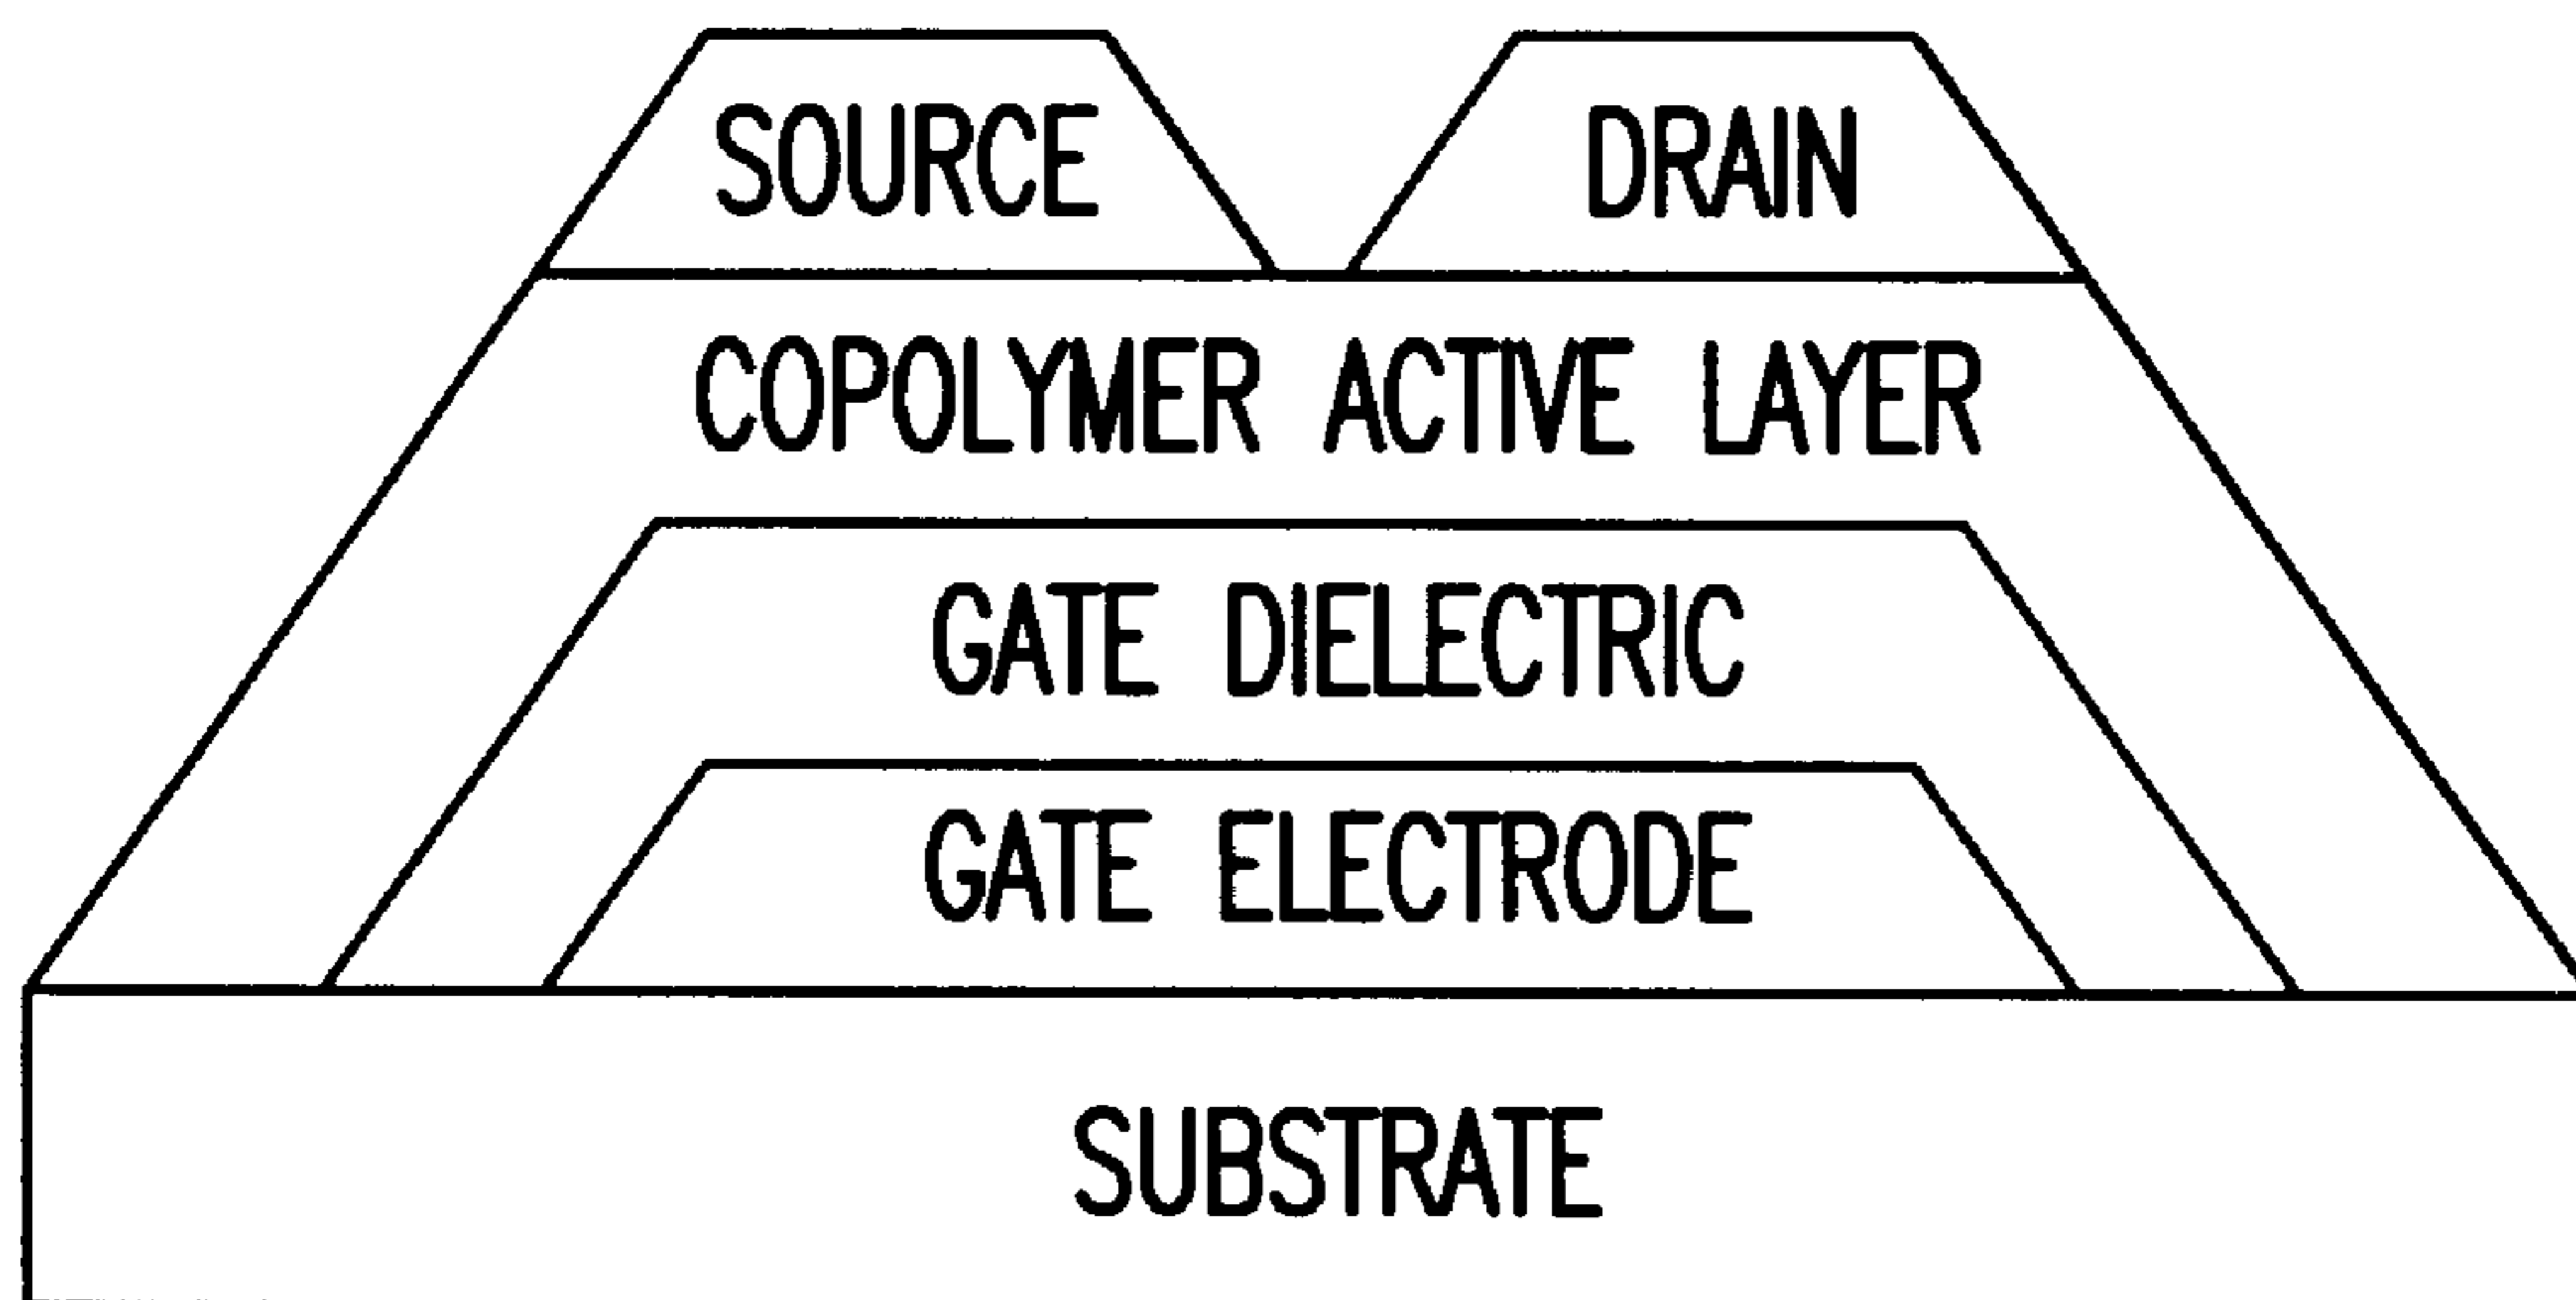 SOURCE DRAIN
COPOLYMER ACTIVE LAYER
GATE DIELECTRIC
GATE ELECTRODE
SUBSTRATE